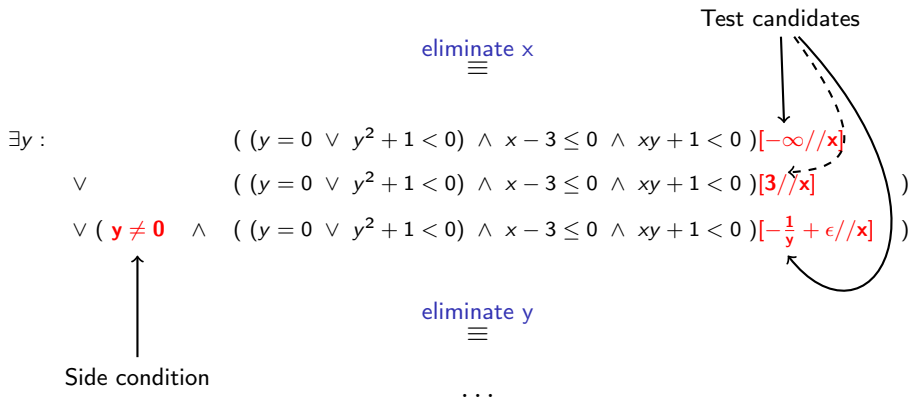 Test candidates
eliminate x
≡
∃y : ( (y = 0 ∨ y² + 1 < 0) ∧ x − 3 ≤ 0 ∧ xy + 1 < 0 )[−∞//x]
∨ ( (y = 0 ∨ y² + 1 < 0) ∧ x − 3 ≤ 0 ∧ xy + 1 < 0 )[3//x] )
∨ ( y ≠ 0 ∧ ( (y = 0 ∨ y² + 1 < 0) ∧ x − 3 ≤ 0 ∧ xy + 1 < 0 )[−1/y + ϵ//x] )
eliminate y
≡
Side condition
...